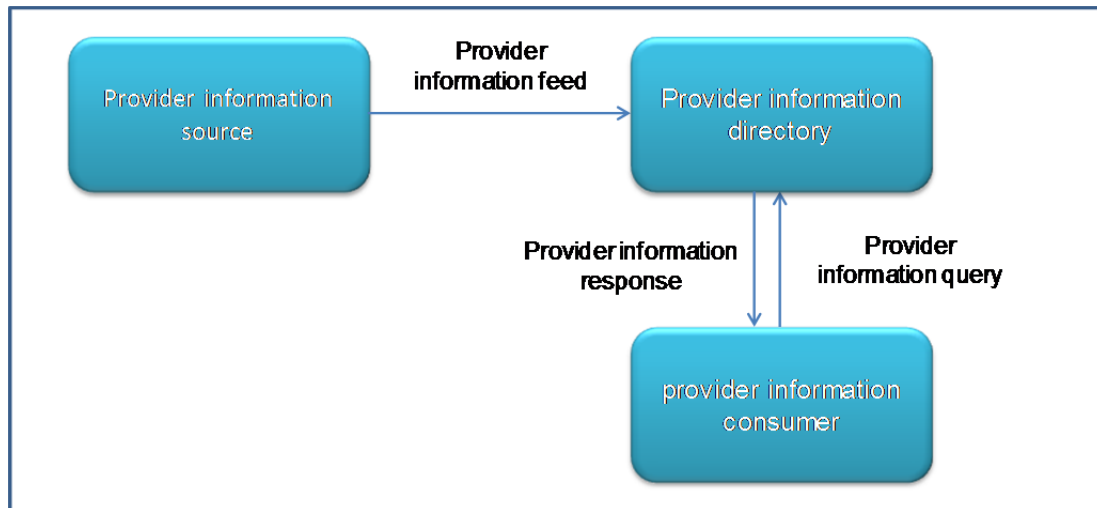 Provider information
source
Provider
information feed
Provider information
directory
Provider information
response
Provider
information query
provider information
consumer